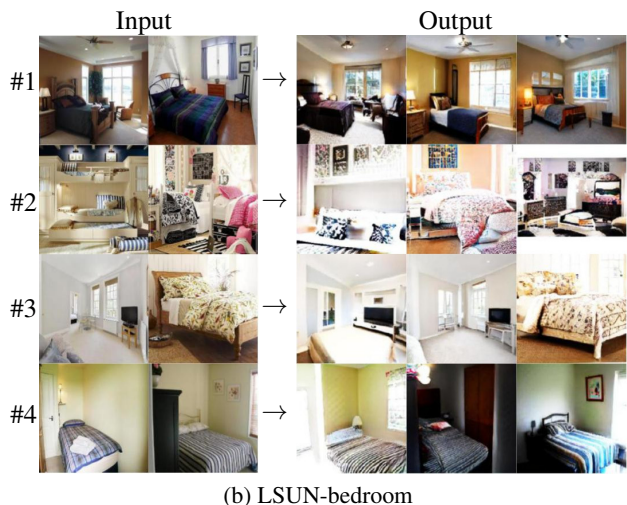 Input Output
#1 → →
#2 →
#3 →
#4 →
(b) LSUN-bedroom